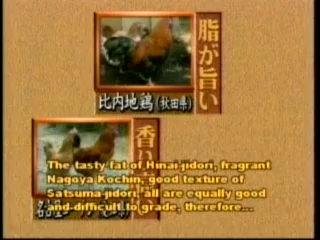 脂が旨い
比内地鶏(秋田県)
香り
The tasty fat of Hinai-jidori, fragrant
Nagoya Kochin, good texture of
Satsuma-jidori, all are equally good
and difficult to grade, therefore...